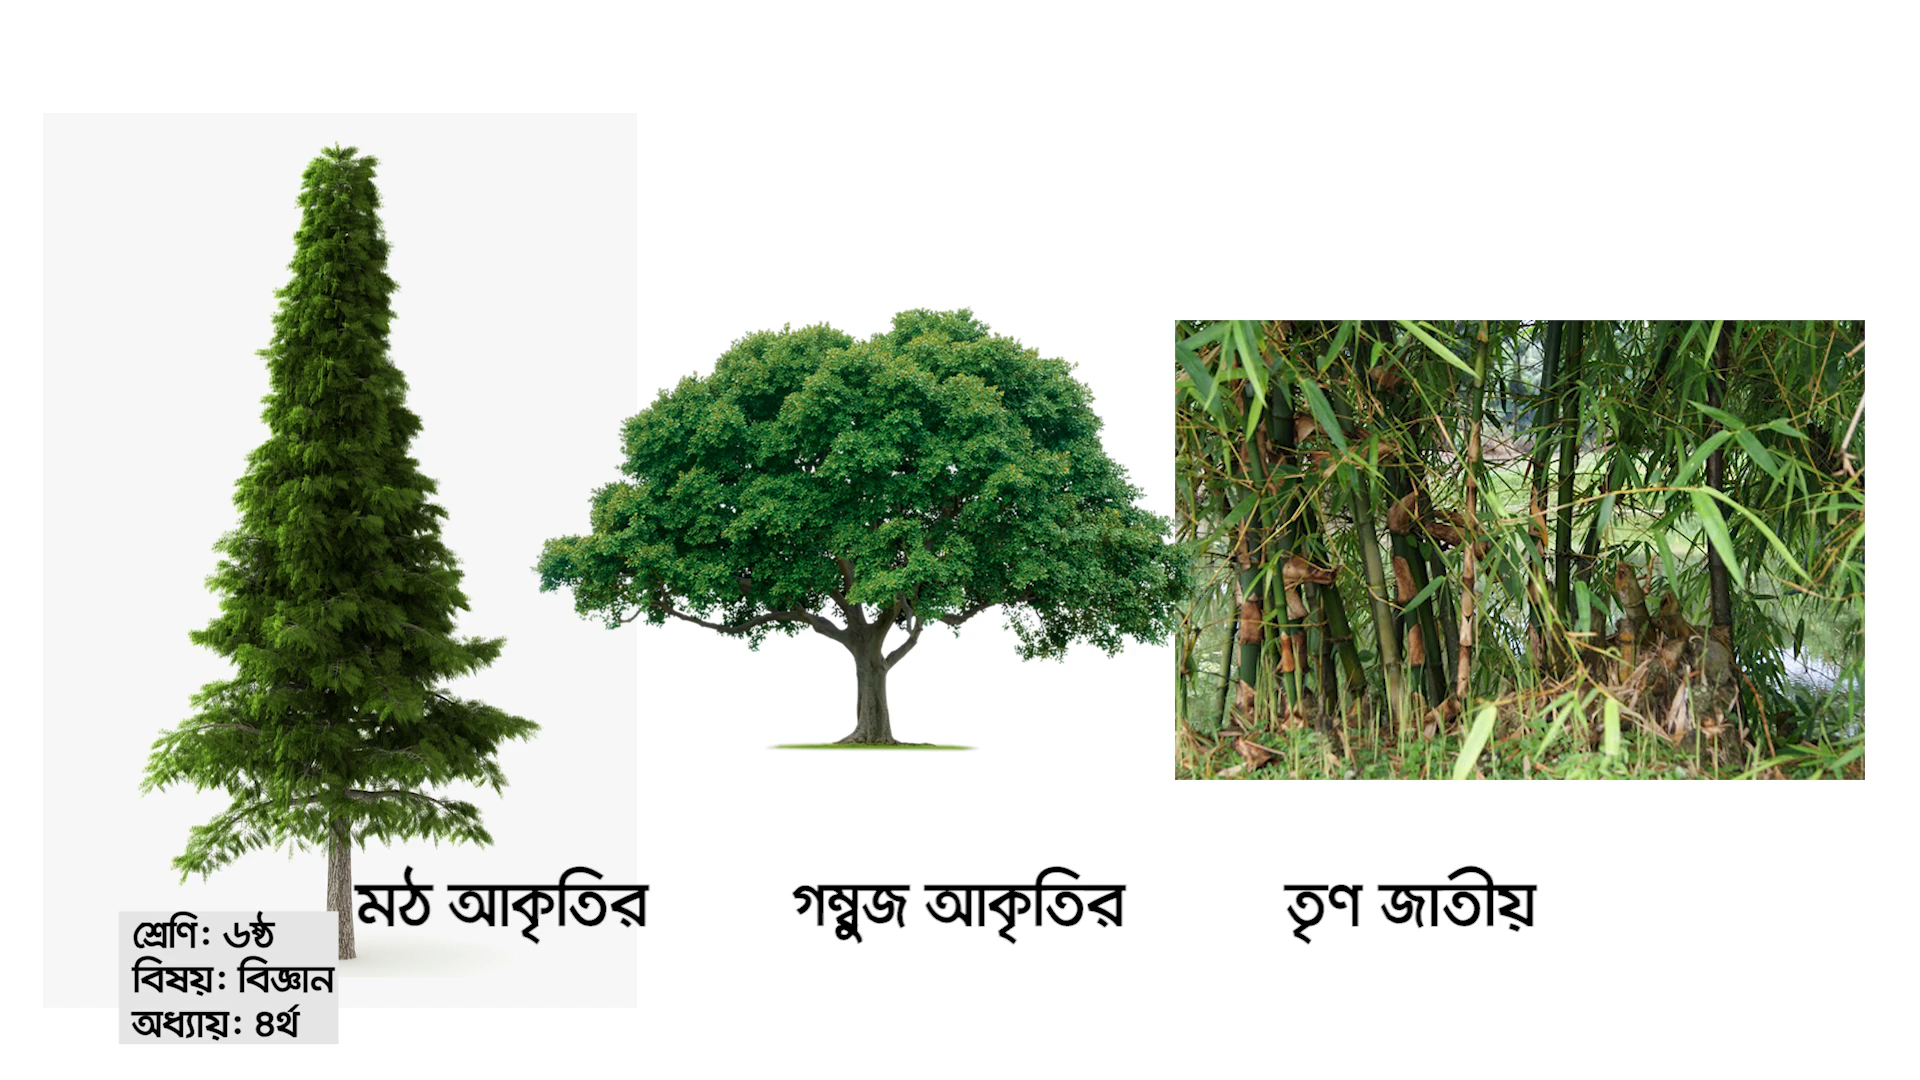 মঠ আকৃতির
গম্বুজ আকৃতির
তৃণ জাতীয়
শ্রেণি: ৬ষ্ঠ
বিষয়: বিজ্ঞান
অধ্যায়: ৪র্থ